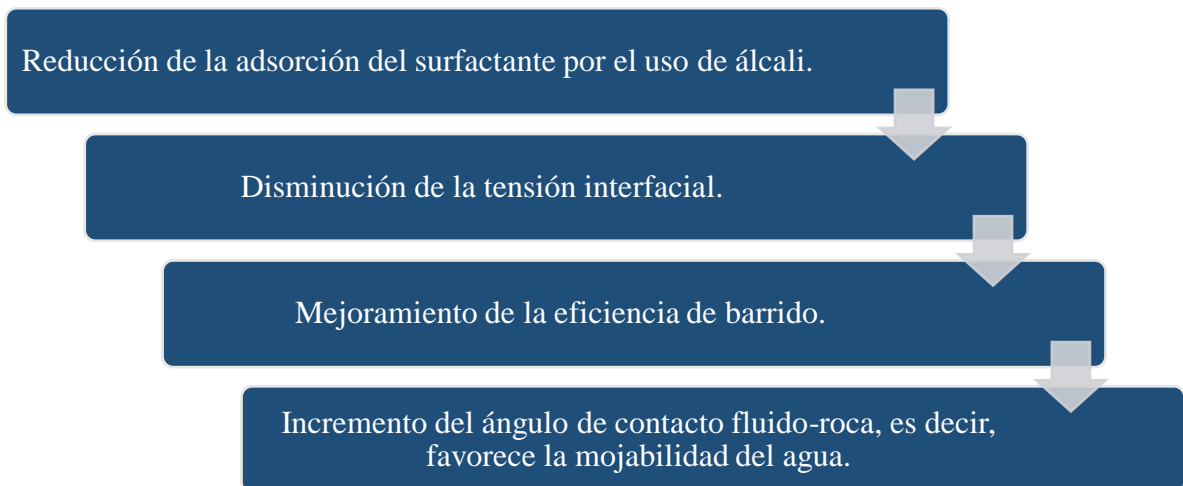 Reducción de la adsorción del surfactante por el uso de álcali.
Disminución de la tensión interfacial.
Mejoramiento de la eficiencia de barrido.
Incremento del ángulo de contacto fluido-roca, es decir,
favorece la mojabilidad del agua.